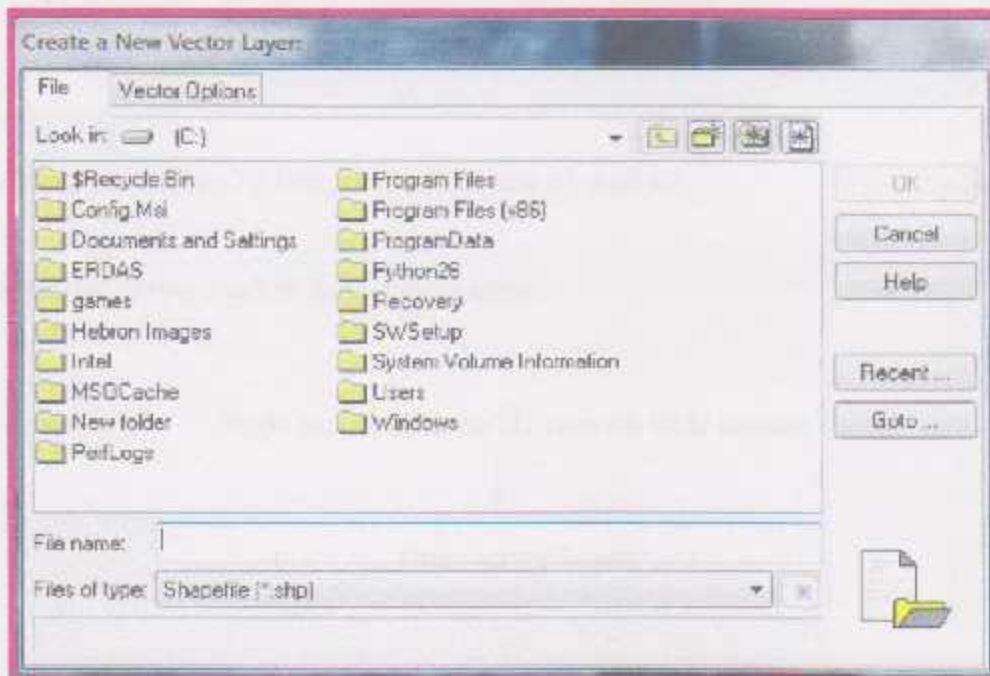 Create a New Vector Layer:
File
Vector Options
Look in: (C:)
$Recycle.Bin
Config.Msi
Documents and Settings
ERDAS
games
Hebron Images
Intel
MSOCache
New folder
PerfLogs
Program Files
Program Files (x86)
ProgramData
Python26
Recovery
SWSetup
System Volume Information
Users
Windows
OK
Cancel
Help
Recent ...
Goto ...
File name:
Files of type: Shapefile (*.shp)